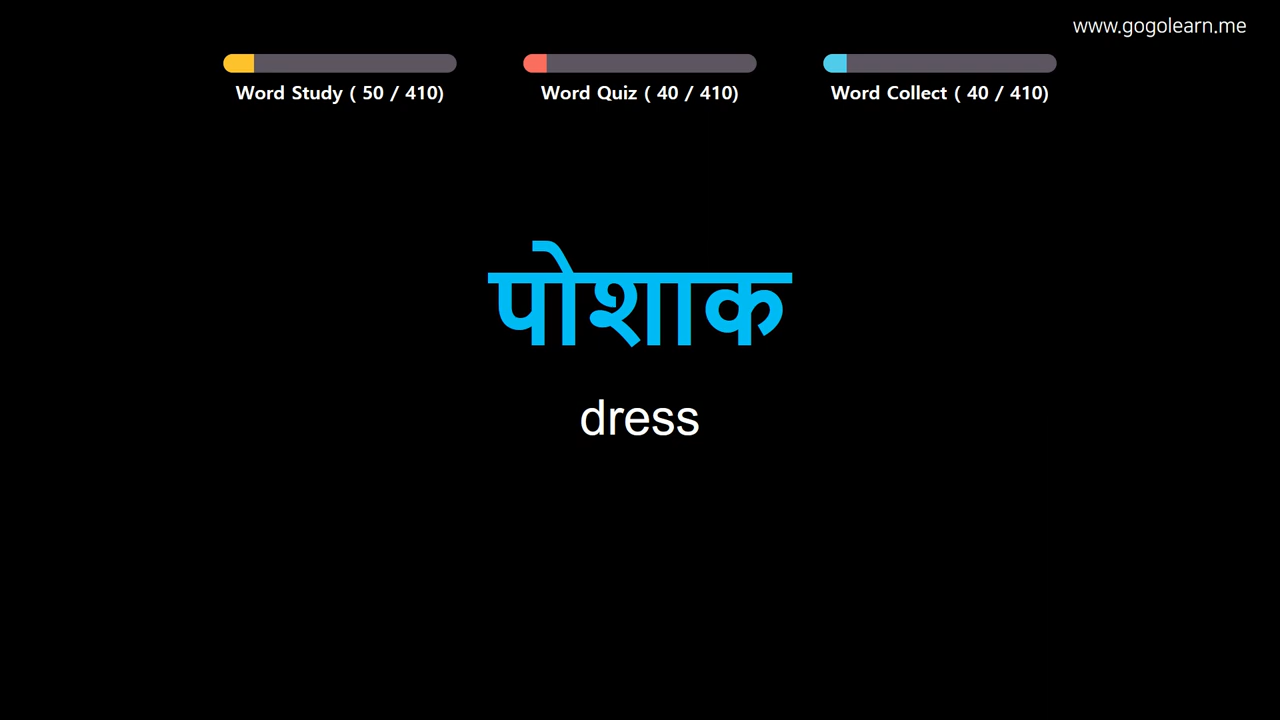 www.gogolearn.me
Word Study ( 50 / 410)
Word Quiz ( 40 / 410)
Word Collect ( 40 / 410)
पोशाक
dress